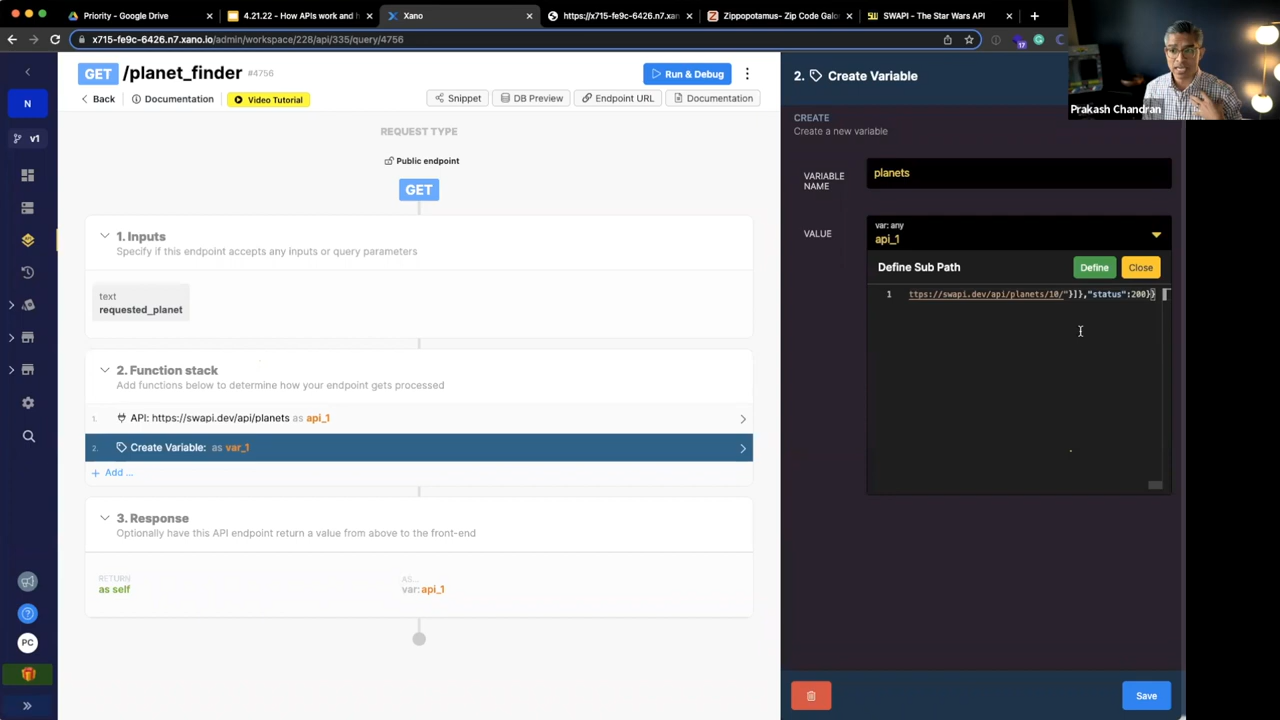 Priority - Google Drive
4.21.22 - How APIs work and h
Xano
https://x715-fe9c-6426.n7.xan
Zippopotamus- Zip Code Galo
SWAPI - The Star Wars API
x715-fe9c-6426.n7.xano.io/admin/workspace/228/api/335/query/4756
17
Prakash Chandran
N
v1
PC
GET /planet_finder #4756
Run & Debug
Back
Documentation
Video Tutorial
Snippet
DB Preview
Endpoint URL
Documentation
REQUEST TYPE
Public endpoint
GET
1. Inputs
Specify if this endpoint accepts any inputs or query parameters
text
requested_planet
2. Function stack
Add functions below to determine how your endpoint gets processed
1. API: https://swapi.dev/api/planets as api_1
2. Create Variable: as var_1
+ Add ...
3. Response
Optionally have this API endpoint return a value from above to the front-end
RETURN
as self
AS...
var: api_1
2. Create Variable
CREATE
Create a new variable
VARIABLE
NAME
planets
VALUE
var: any
api_1
Define Sub Path
Define
Close
1 ttps://swapi.dev/api/planets/10/"}]},"status":200}}
Save